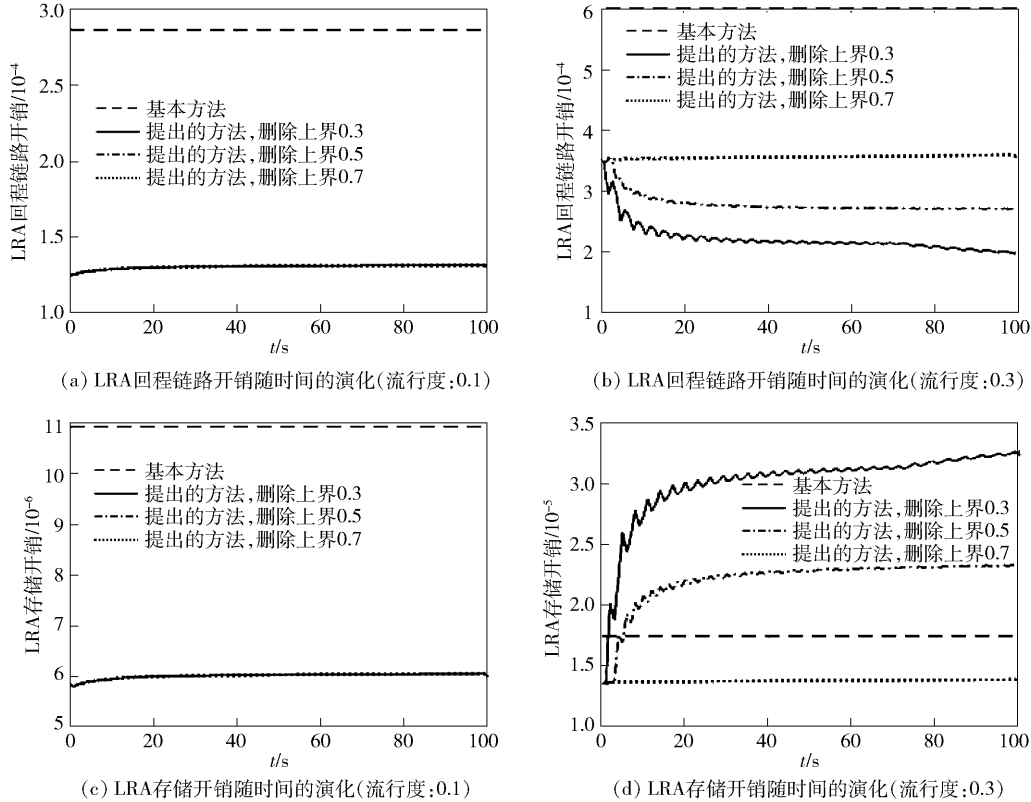 3.0
2.5
2.0
1.5
1.0
LRA回程链路开销/10⁻⁴
基本方法
提出的方法,删除上界0.3
提出的方法,删除上界0.5
提出的方法,删除上界0.7
0 20 40 60 80 100
t/s
(a) LRA回程链路开销随时间的演化(流行度:0.1)
6
5
4
3
2
1
LRA回程链路开销/10⁻⁴
基本方法
提出的方法,删除上界0.3
提出的方法,删除上界0.5
提出的方法,删除上界0.7
0 20 40 60 80 100
t/s
(b) LRA回程链路开销随时间的演化(流行度:0.3)
11
10
9
8
7
6
5
LRA存储开销/10⁻⁶
基本方法
提出的方法,删除上界0.3
提出的方法,删除上界0.5
提出的方法,删除上界0.7
0 20 40 60 80 100
t/s
(c) LRA存储开销随时间的演化(流行度:0.1)
3.5
3.0
2.5
2.0
1.5
1.0
LRA存储开销/10⁻⁵
基本方法
提出的方法,删除上界0.3
提出的方法,删除上界0.5
提出的方法,删除上界0.7
0 20 40 60 80 100
t/s
(d) LRA存储开销随时间的演化(流行度:0.3)